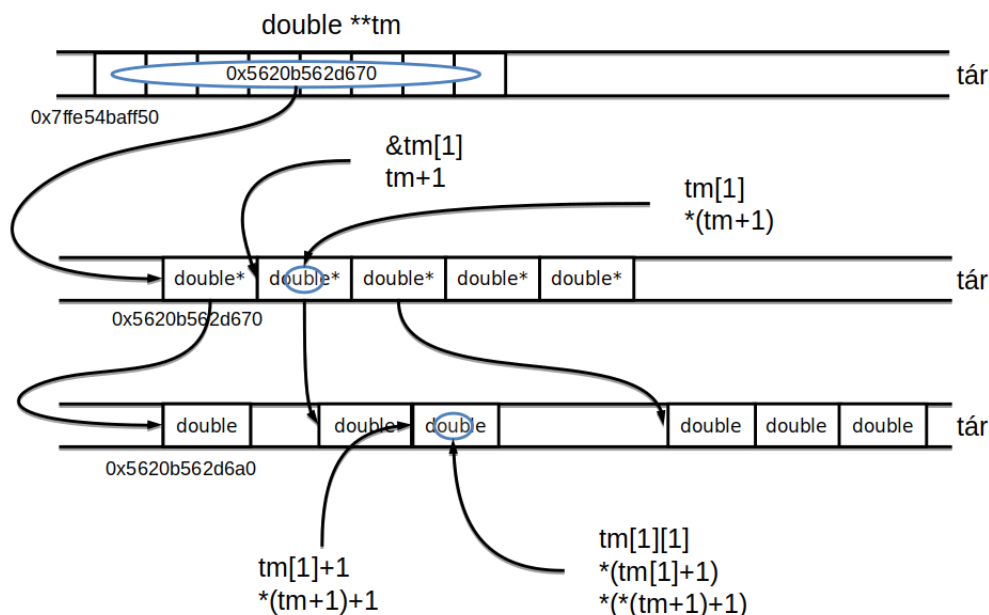 double **tm
0x5620b562d670
tár
0x7ffe54baff50
&tm[1]
tm+1
tm[1]
*(tm+1)
double* double* double* double* double*
tár
0x5620b562d670
double double double double double double
tár
0x5620b562d6a0
tm[1]+1
*(tm+1)+1
tm[1][1]
*(tm[1]+1)
*(*(tm+1)+1)